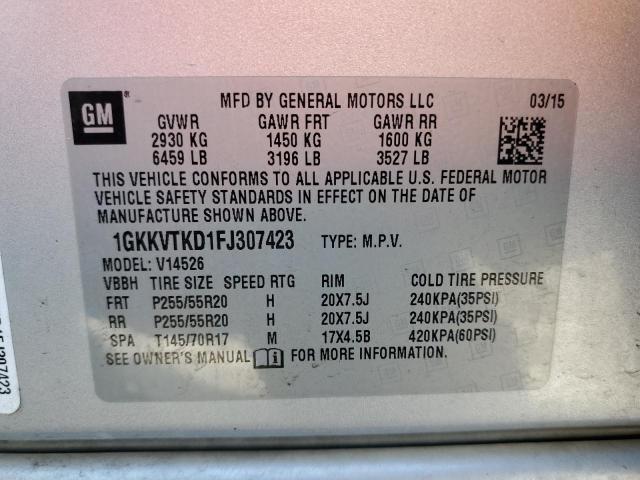 GM
MFD BY GENERAL MOTORS LLC 03/15
GVWR GAWR FRT GAWR RR
2930 KG 1450 KG 1600 KG
6459 LB 3196 LB 3527 LB
THIS VEHICLE CONFORMS TO ALL APPLICABLE U.S. FEDERAL MOTOR
VEHICLE SAFETY STANDARDS IN EFFECT ON THE DATE OF
MANUFACTURE SHOWN ABOVE.
1GKKVTKD1FJ307423 TYPE: M.P.V.
MODEL: V14526
VBBH TIRE SIZE SPEED RTG RIM COLD TIRE PRESSURE
FRT P255/55R20 H 20X7.5J 240KPA(35PSI)
RR P255/55R20 H 20X7.5J 240KPA(35PSI)
SPA T145/70R17 M 17X4.5B 420KPA(60PSI)
SEE OWNER'S MANUAL i FOR MORE INFORMATION.